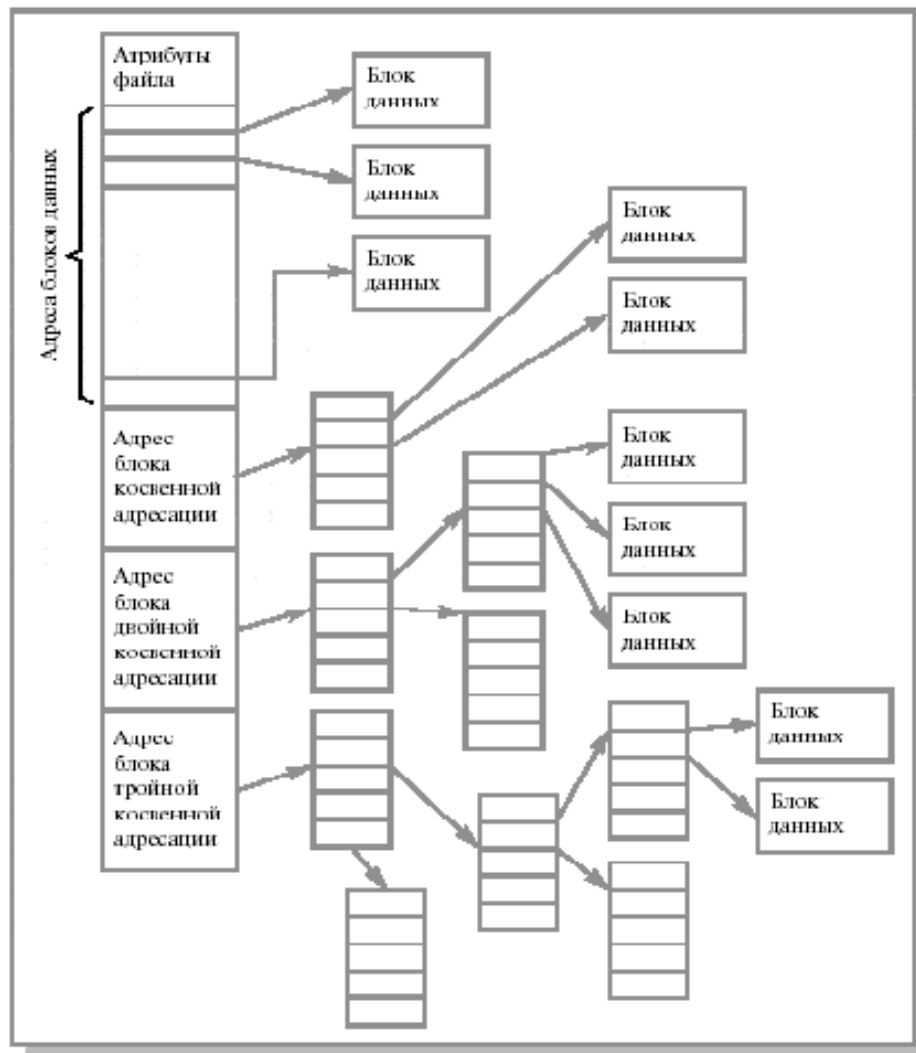 Атрибуты
файла
Адреса блоков данных
Блок
данных
Блок
данных
Блок
данных
Блок
данных
Блок
данных
Адрес
блока
косвенной
адресации
Блок
данных
Блок
данных
Блок
данных
Адрес
блока
двойной
косвенной
адресации
Адрес
блока
тройной
косвенной
адресации
Блок
данных
Блок
данных